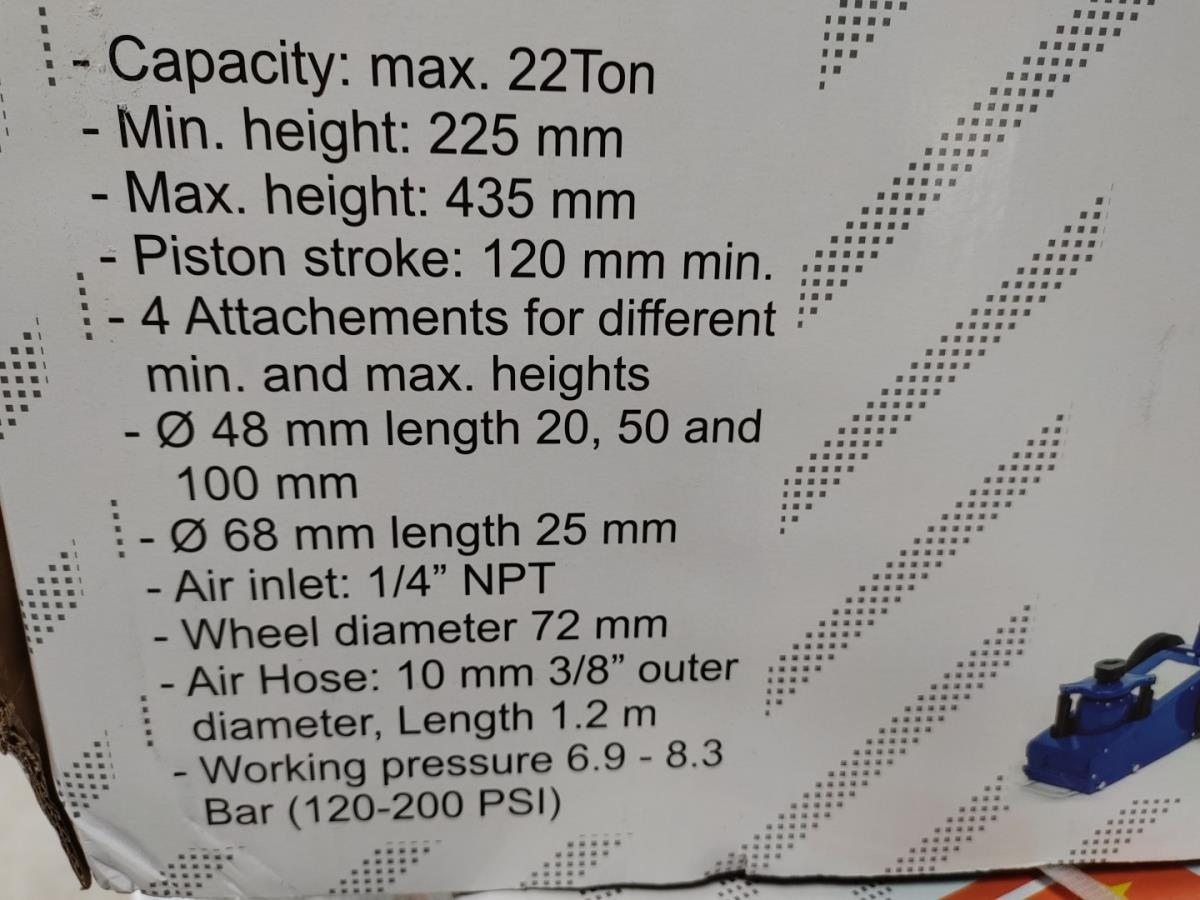 - Capacity: max. 22Ton
- Min. height: 225 mm
- Max. height: 435 mm
- Piston stroke: 120 mm min.
- 4 Attachements for different
min. and max. heights
- Ø 48 mm length 20, 50 and
100 mm
- Ø 68 mm length 25 mm
- Air inlet: 1/4” NPT
- Wheel diameter 72 mm
- Air Hose: 10 mm 3/8” outer
diameter, Length 1.2 m
- Working pressure 6.9 - 8.3
Bar (120-200 PSI)